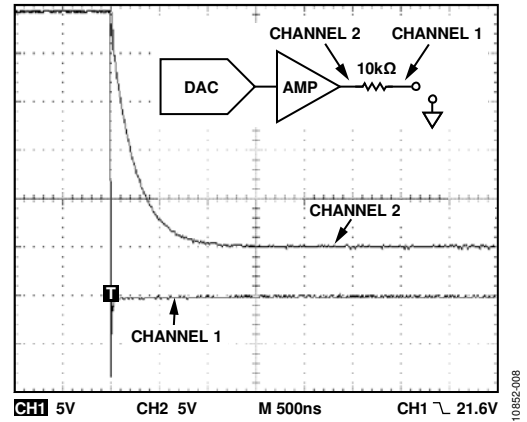 CHANNEL 2
CHANNEL 1
10kΩ
DAC
AMP
CHANNEL 2
T
CHANNEL 1
CH1 5V CH2 5V M 500ns CH1 21.6V
10852-008